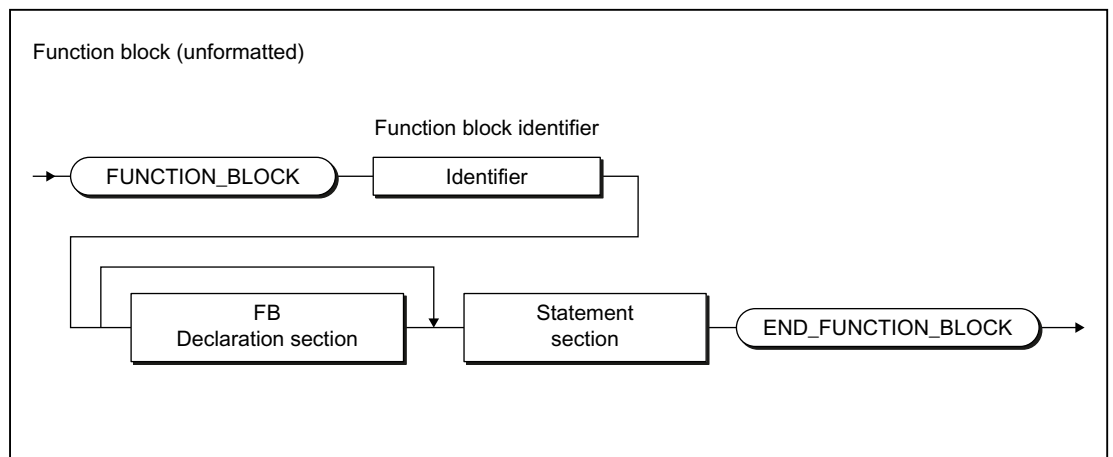 Function block (unformatted)
Function block identifier
FUNCTION_BLOCK
Identifier
FB
Declaration section
Statement
section
END_FUNCTION_BLOCK